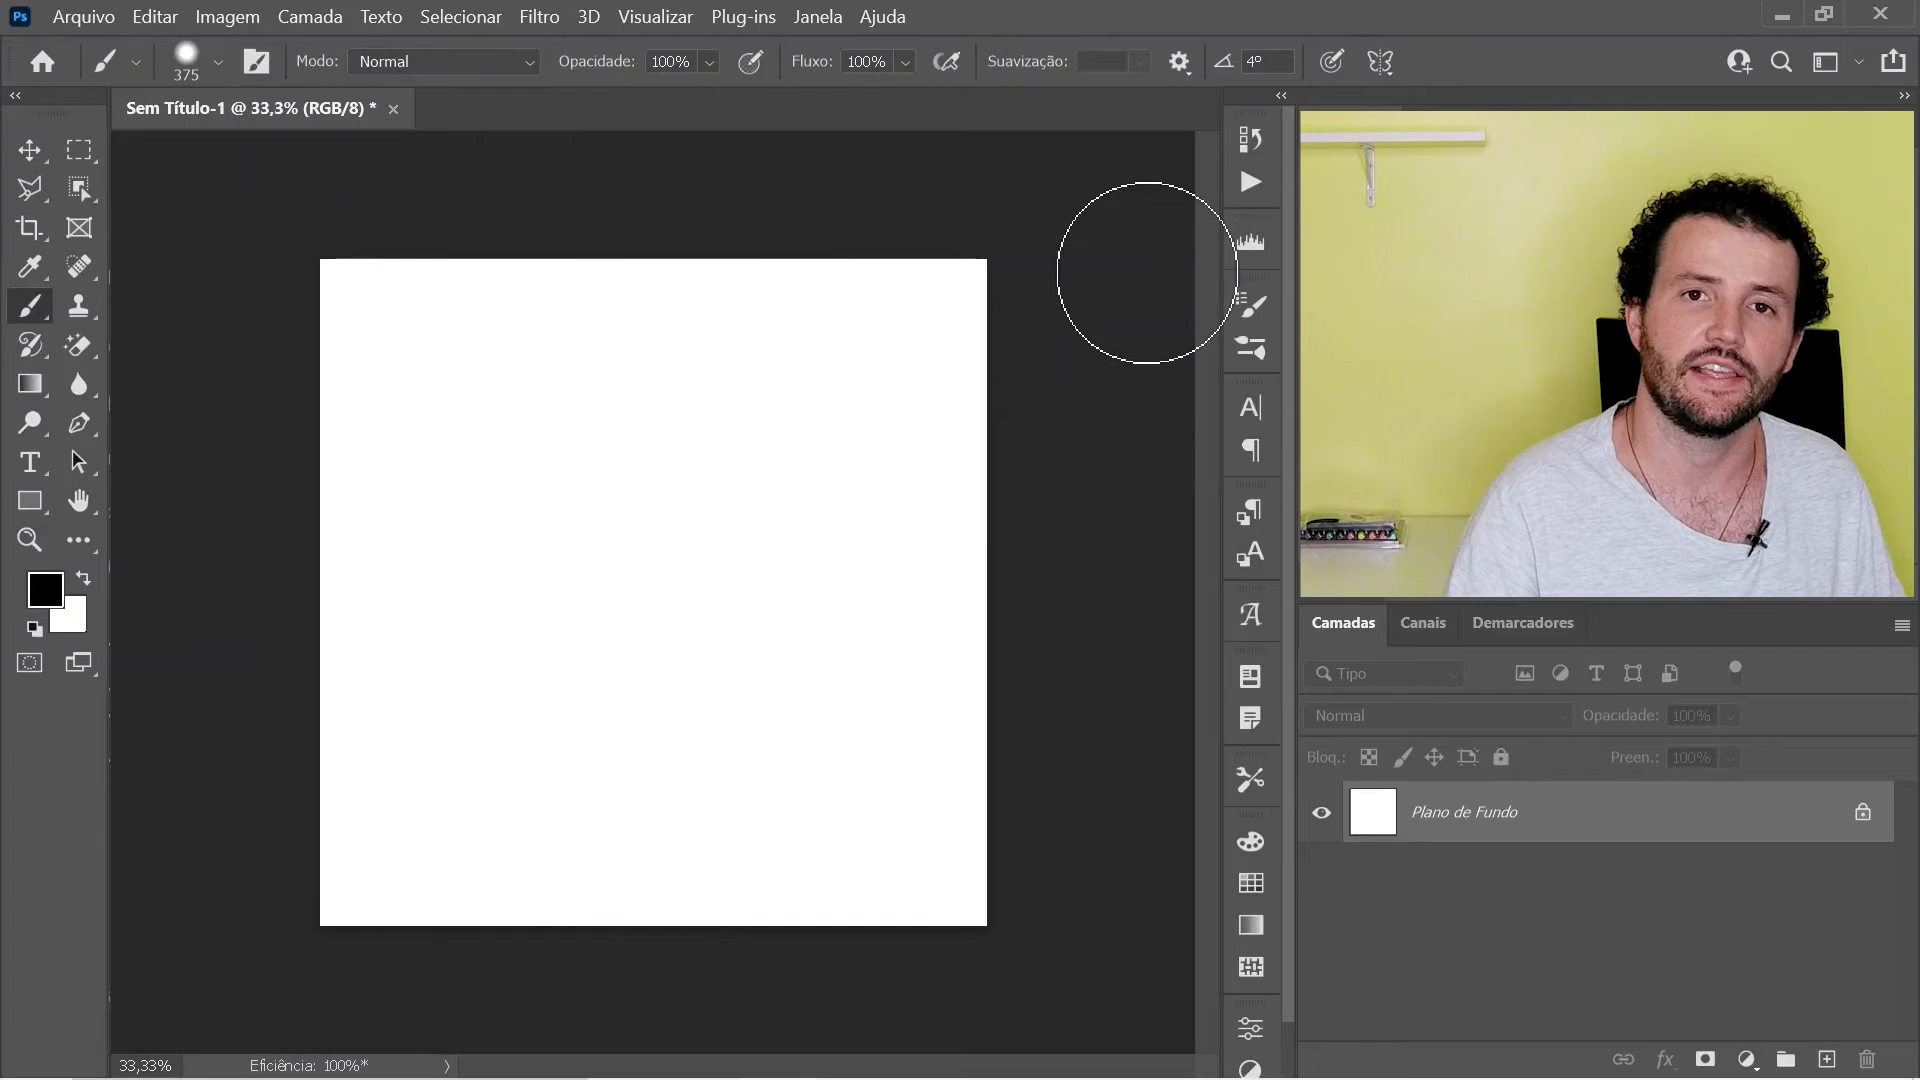 Ps Arquivo Editar Imagem Camada Texto Selecionar Filtro 3D Visualizar Plug-ins Janela Ajuda
375 Modo: Normal Opacidade: 100% Fluxo: 100% Suavização: 4°
Sem Título-1 @ 33,3% (RGB/8) *
Camadas Canais Demarcadores
Tipo
Normal Opacidade: 100%
Bloq.: Preen.: 100%
Plano de Fundo
33,33% Eficiência: 100%*